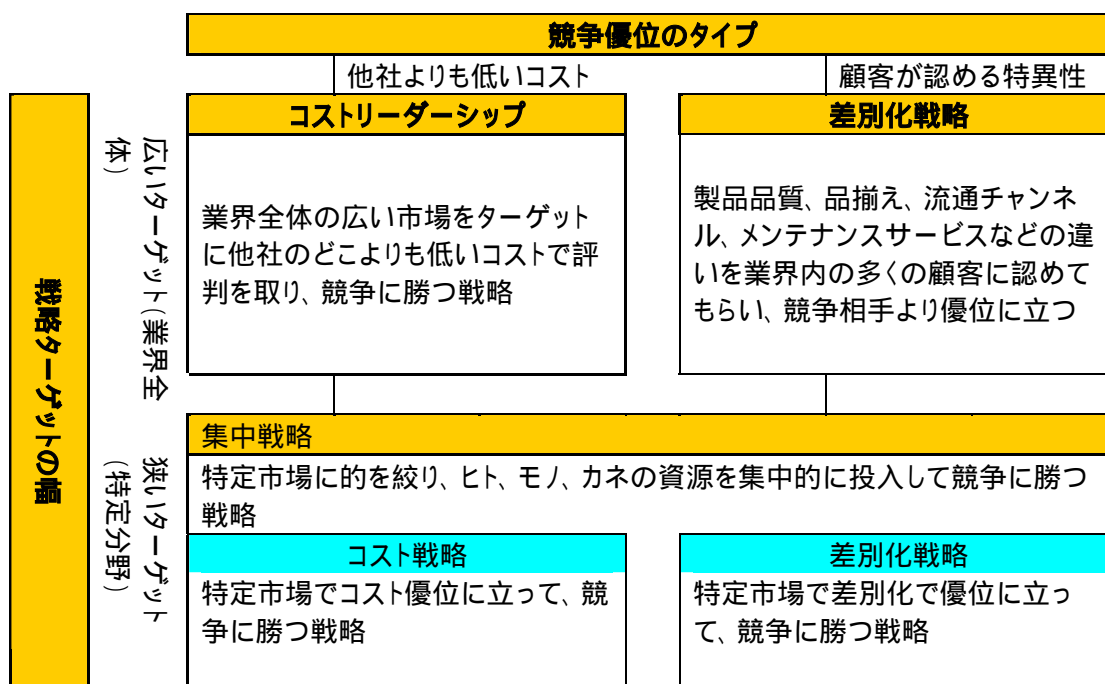 競争優位のタイプ
他社よりも低いコスト
顧客が認める特異性
戦略ターゲットの幅
広いターゲット(業界全
体)
コストリーダーシップ
業界全体の広い市場をターゲット
に他社のどこよりも低いコストで評
判を取り、競争に勝つ戦略
差別化戦略
製品品質、品揃え、流通チャンネ
ル、メンテナンスサービスなどの違
いを業界内の多くの顧客に認めて
もらい、競争相手より優位に立つ
狭いターゲット
(特定分野)
集中戦略
特定市場に的を絞り、ヒト、モノ、カネの資源を集中的に投入して競争に勝つ
戦略
コスト戦略
特定市場でコスト優位に立って、競
争に勝つ戦略
差別化戦略
特定市場で差別化で優位に立っ
て、競争に勝つ戦略